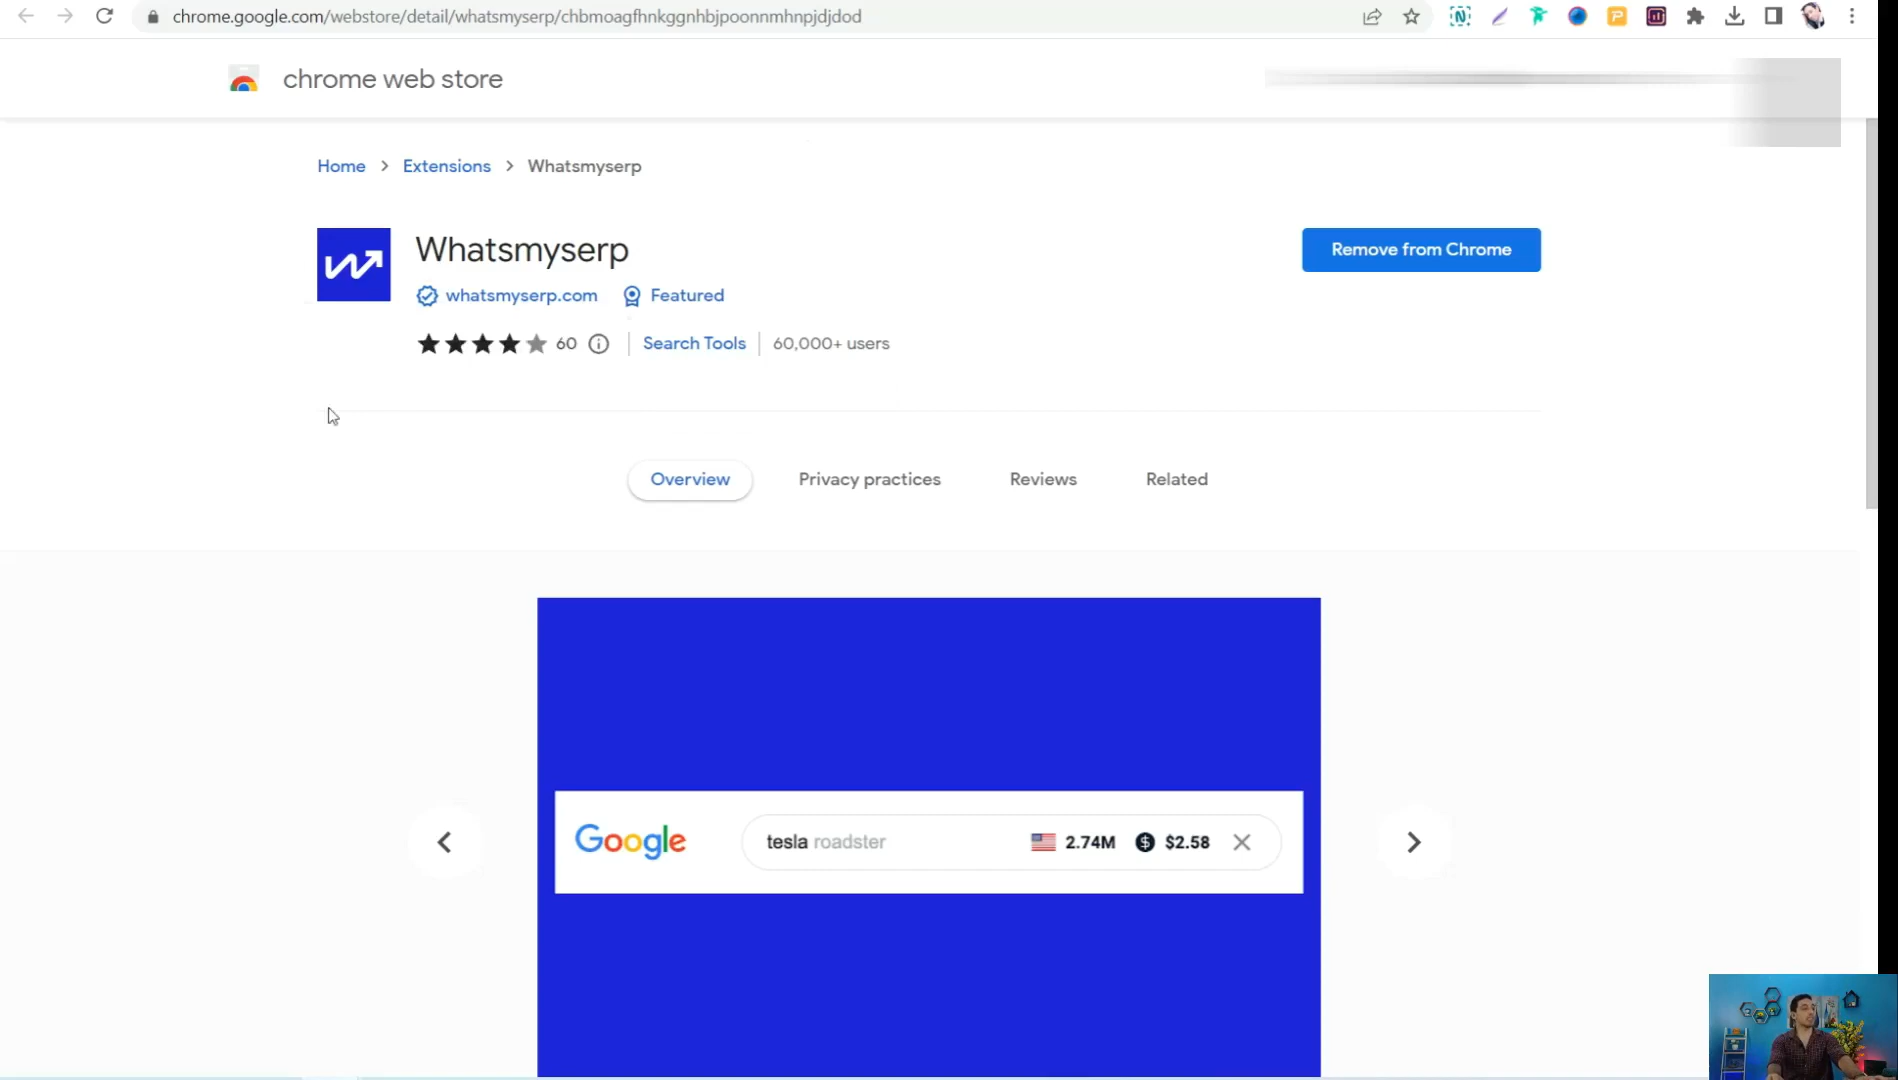 chrome.google.com/webstore/detail/whatsmyserp/chbmoagfhnkggnhbjpoonnmhnpjdjdod
chrome web store
Home > Extensions > Whatsmyserp
Whatsmyserp
Remove from Chrome
whatsmyserp.com Featured
60 Search Tools 60,000+ users
Overview Privacy practices Reviews Related
Google tesla roadster 2.74M $2.58